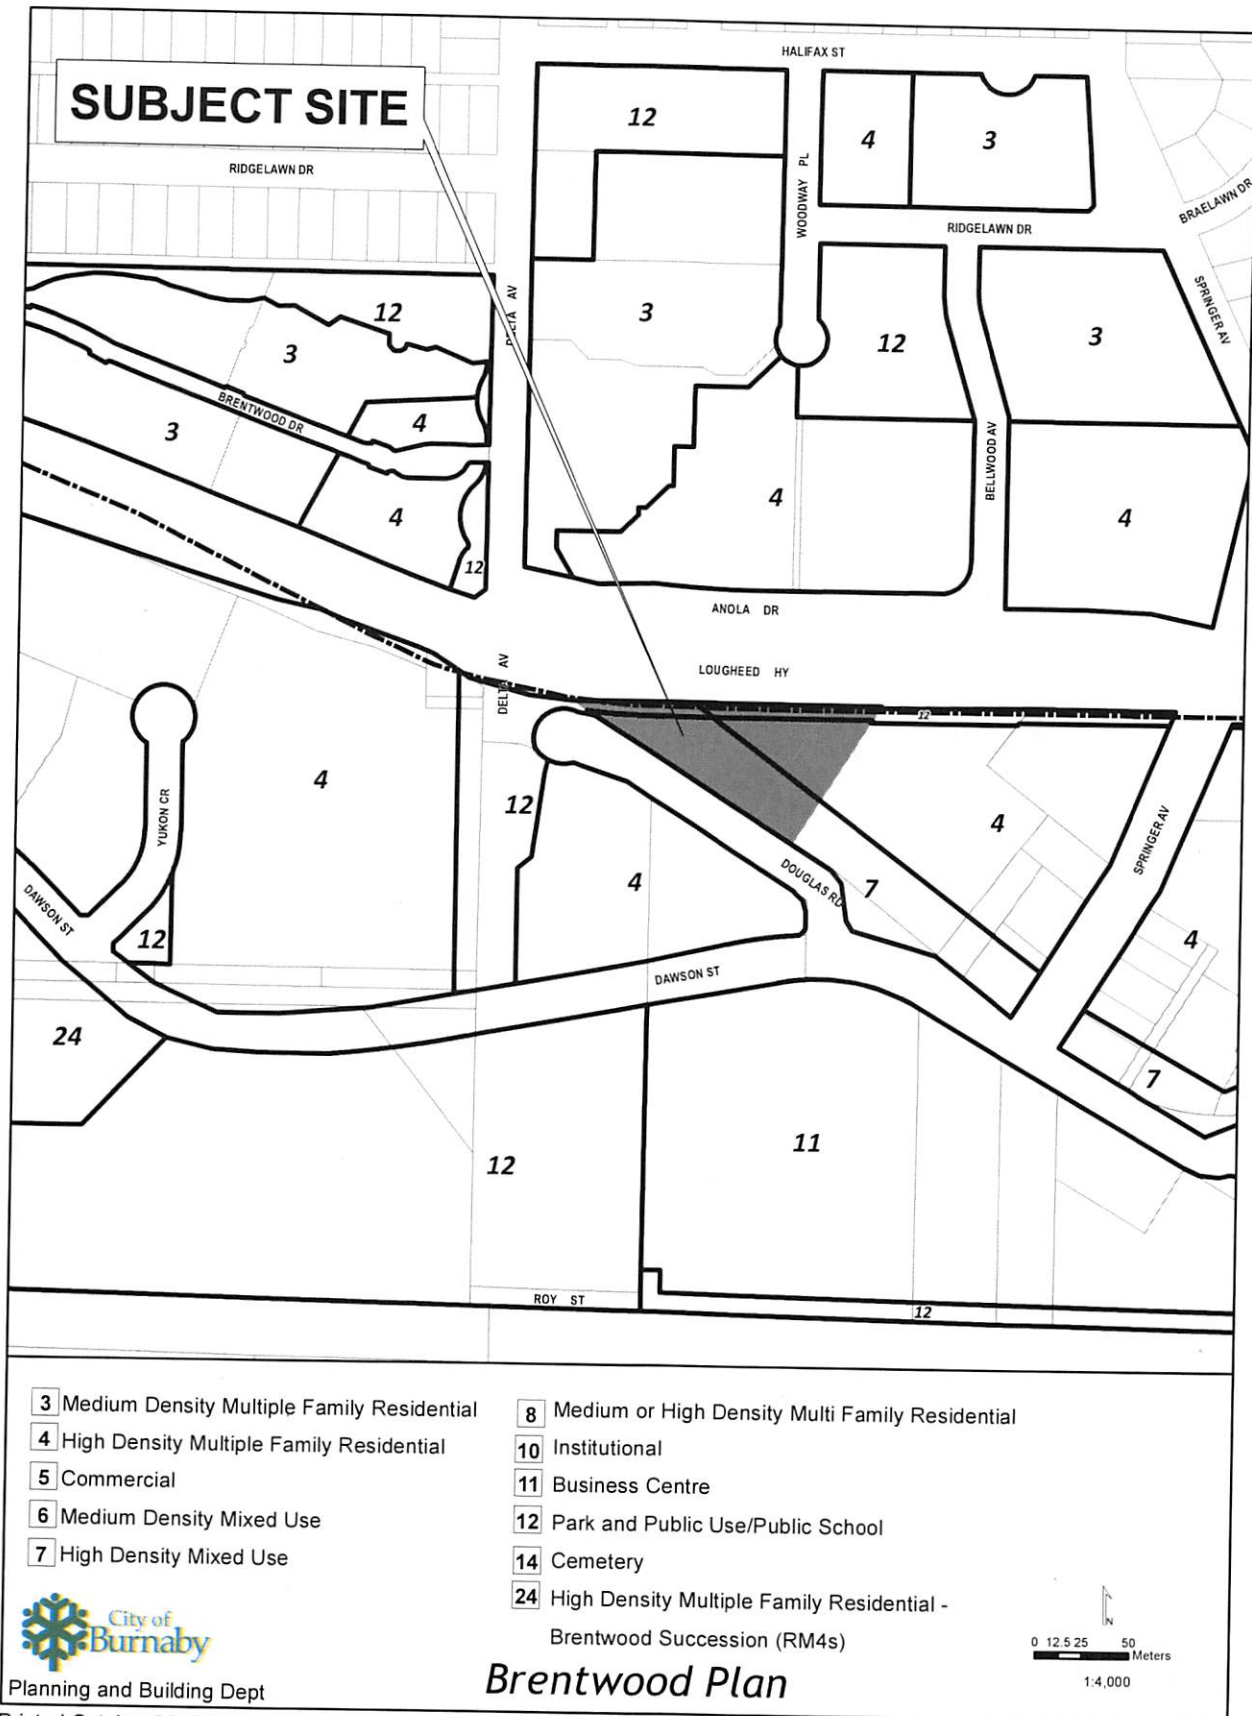 HALIFAX ST
SUBJECT SITE
12
4
3
WOODWAY PL
RIDGELAWN DR
BRAELAWN DR
RIDGELAWN DR
SPRINGER AV
DELTA AV
12
3
3
12
3
BRENTWOOD DR
4
3
BELLWOOD AV
4
4
4
12
ANOLA DR
LOUGHEED HY
DELTA AV
12
4
YUKON CR
12
4
SPRINGER AV
4
DOUGLAS RD
7
DAWSON ST
12
4
DAWSON ST
24
7
12
11
ROY ST
12
3 Medium Density Multiple Family Residential
4 High Density Multiple Family Residential
5 Commercial
6 Medium Density Mixed Use
7 High Density Mixed Use
8 Medium or High Density Multi Family Residential
10 Institutional
11 Business Centre
12 Park and Public Use/Public School
14 Cemetery
24 High Density Multiple Family Residential -
Brentwood Succession (RM4s)
City of
Burnaby
Planning and Building Dept
Brentwood Plan
N
0 12.5 25 50
Meters
1:4,000